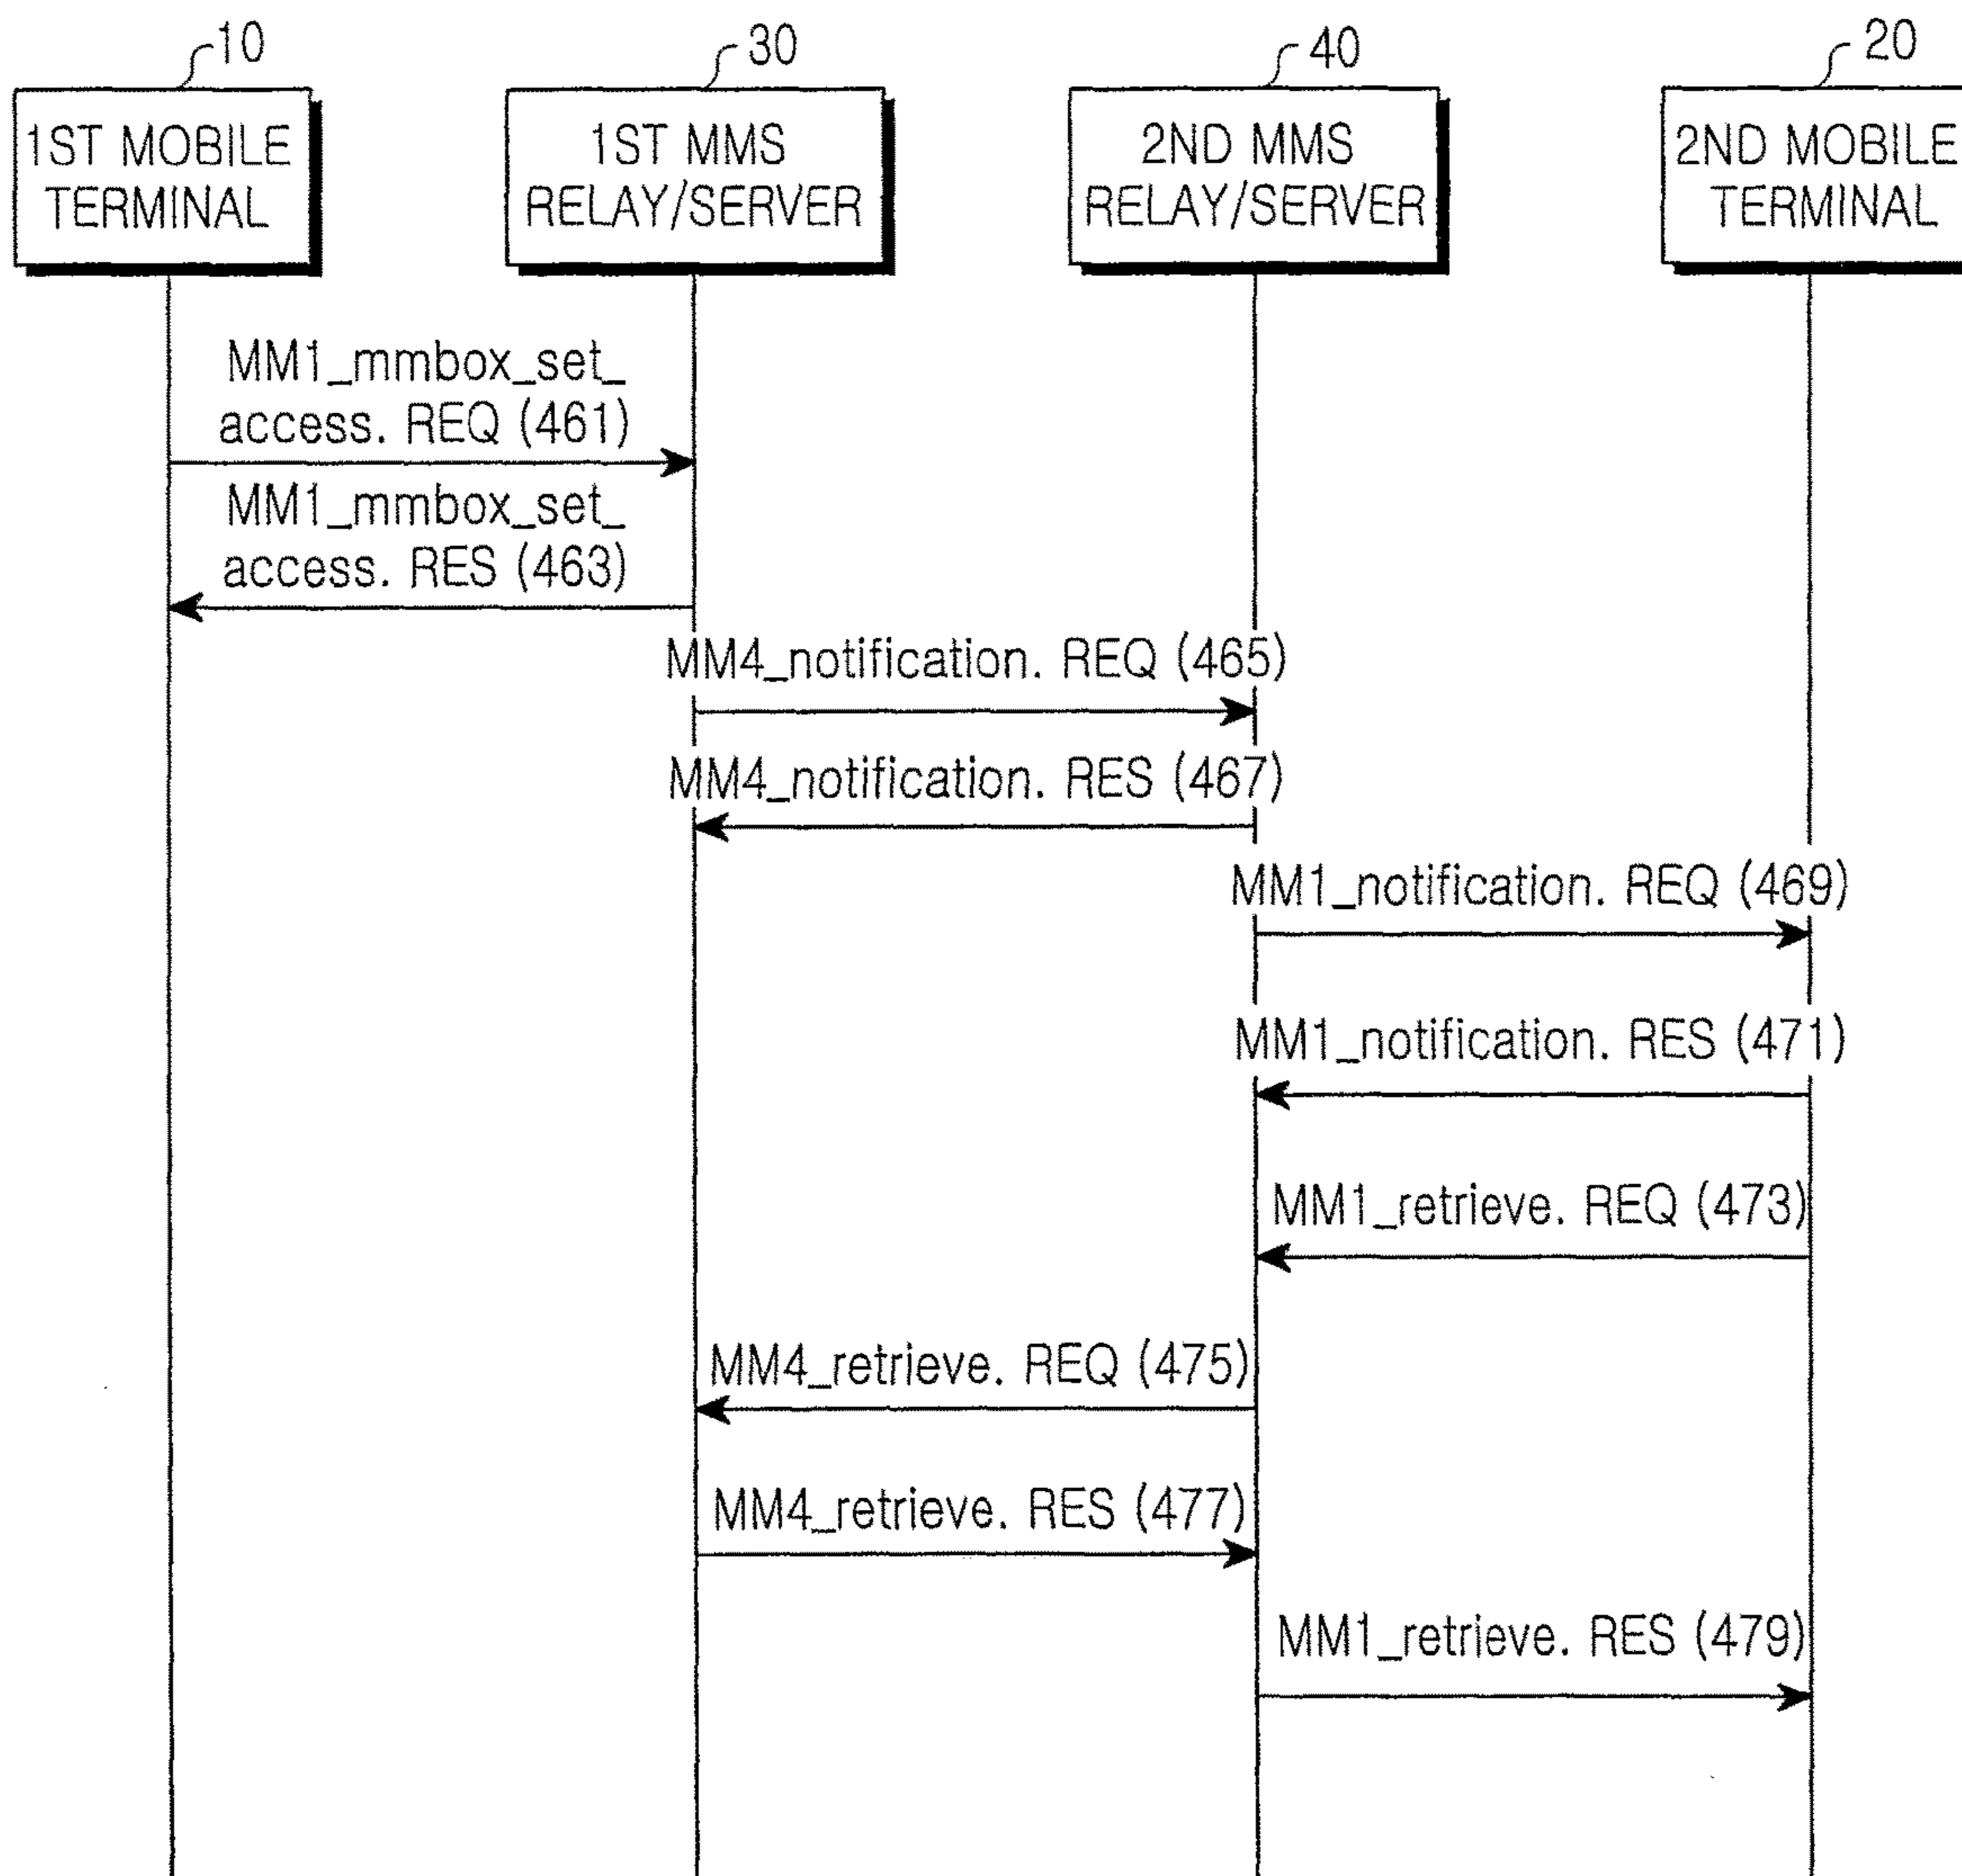 10
30
40
20
1ST MOBILE
TERMINAL
1ST MMS
RELAY/SERVER
2ND MMS
RELAY/SERVER
2ND MOBILE
TERMINAL
MM1_mmbox_set_
access. REQ (461)
MM1_mmbox_set_
access. RES (463)
MM4_notification. REQ (465)
MM4_notification. RES (467)
MM1_notification. REQ (469)
MM1_notification. RES (471)
MM1_retrieve. REQ (473)
MM4_retrieve. REQ (475)
MM4_retrieve. RES (477)
MM1_retrieve. RES (479)